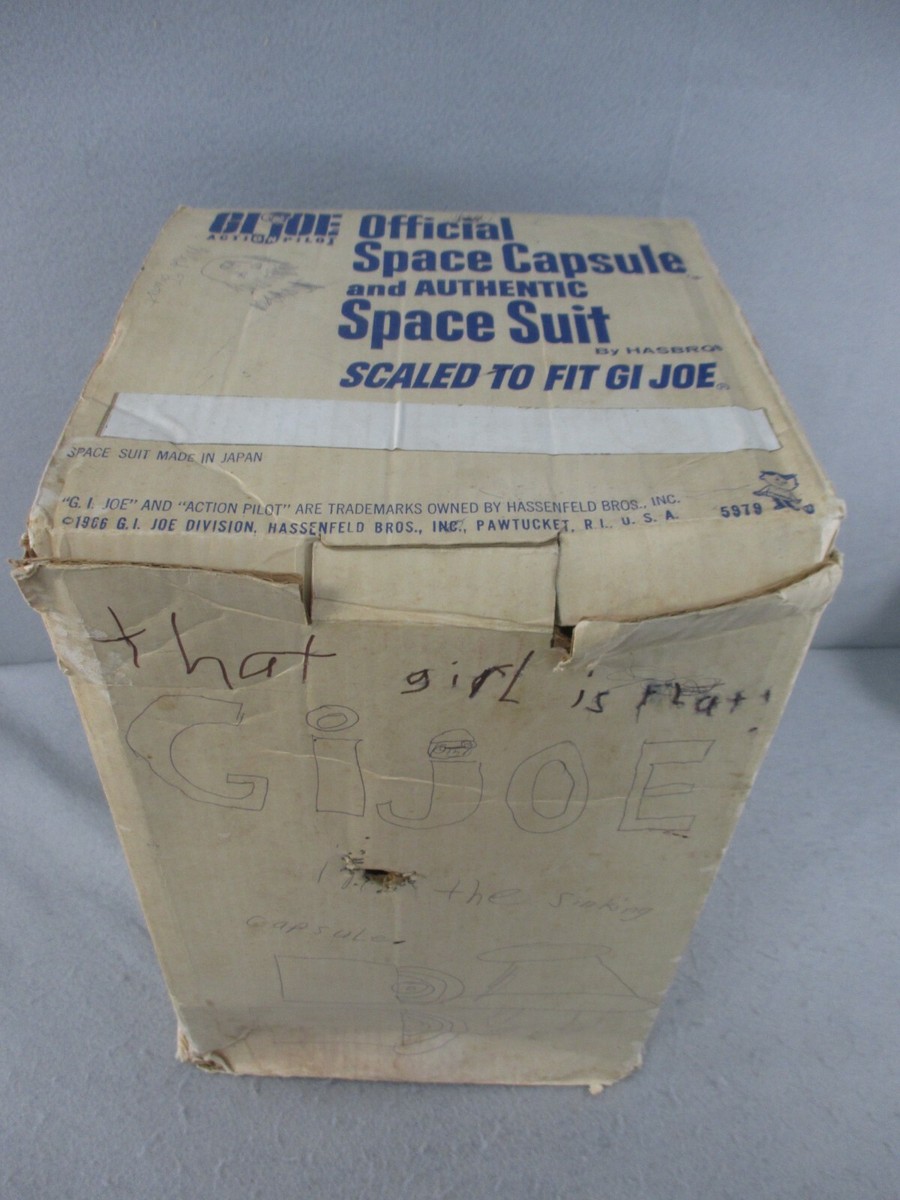 GI JOE Official
ACTION PILOT
Space Capsule
and AUTHENTIC
Space Suit
By HASBRO®
SCALED TO FIT GI JOE®
SPACE SUIT MADE IN JAPAN
"G. I. JOE" AND "ACTION PILOT" ARE TRADEMARKS OWNED BY HASSENFELD BROS., INC.
©1966 G.I. JOE DIVISION, HASSENFELD BROS., INC., PAWTUCKET, R.I., U. S. A.
5979
that girl is
GiJOE
the sinking
capsule.